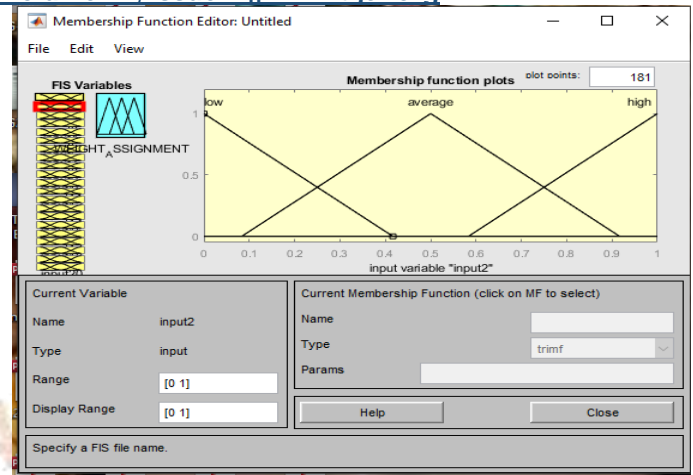 Membership Function Editor: Untitled
File Edit View
FIS Variables
WEIGHT_ASSIGNMENT
input20
Membership function plots
plot points:
181
low
average
high
1
0.5
0
0 0.1 0.2 0.3 0.4 0.5 0.6 0.7 0.8 0.9 1
input variable "input2"
Current Variable
Name input2
Type input
Range [0 1]
Display Range [0 1]
Current Membership Function (click on MF to select)
Name
Type trimf
Params
Help Close
Specify a FIS file name.